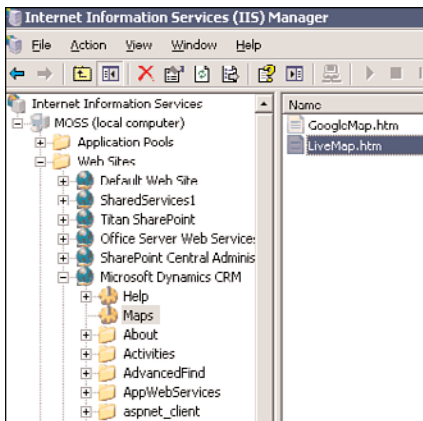 Internet Information Services (IIS) Manager
File Action View Window Help
Internet Information Services
MOSS (local computer)
Application Pools
Web Sites
Default Web Site
SharedServices1
Titan SharePoint
Office Server Web Services
SharePoint Central Adminis
Microsoft Dynamics CRM
Help
Maps
About
Activities
AdvancedFind
AppWebServices
aspnet_client
Name
GoogleMap.htm
LiveMap.htm